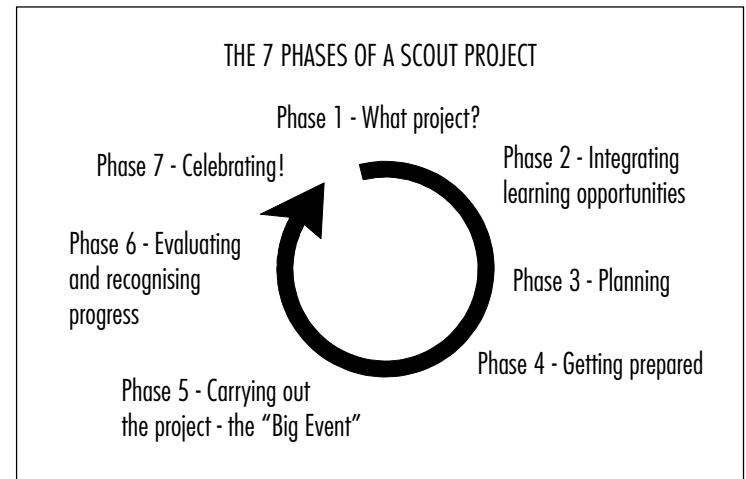 THE 7 PHASES OF A SCOUT PROJECT
Phase 1 - What project?
Phase 2 - Integrating
learning opportunities
Phase 3 - Planning
Phase 4 - Getting prepared
Phase 5 - Carrying out
the project - the “Big Event”
Phase 6 - Evaluating
and recognising
progress
Phase 7 - Celebrating!